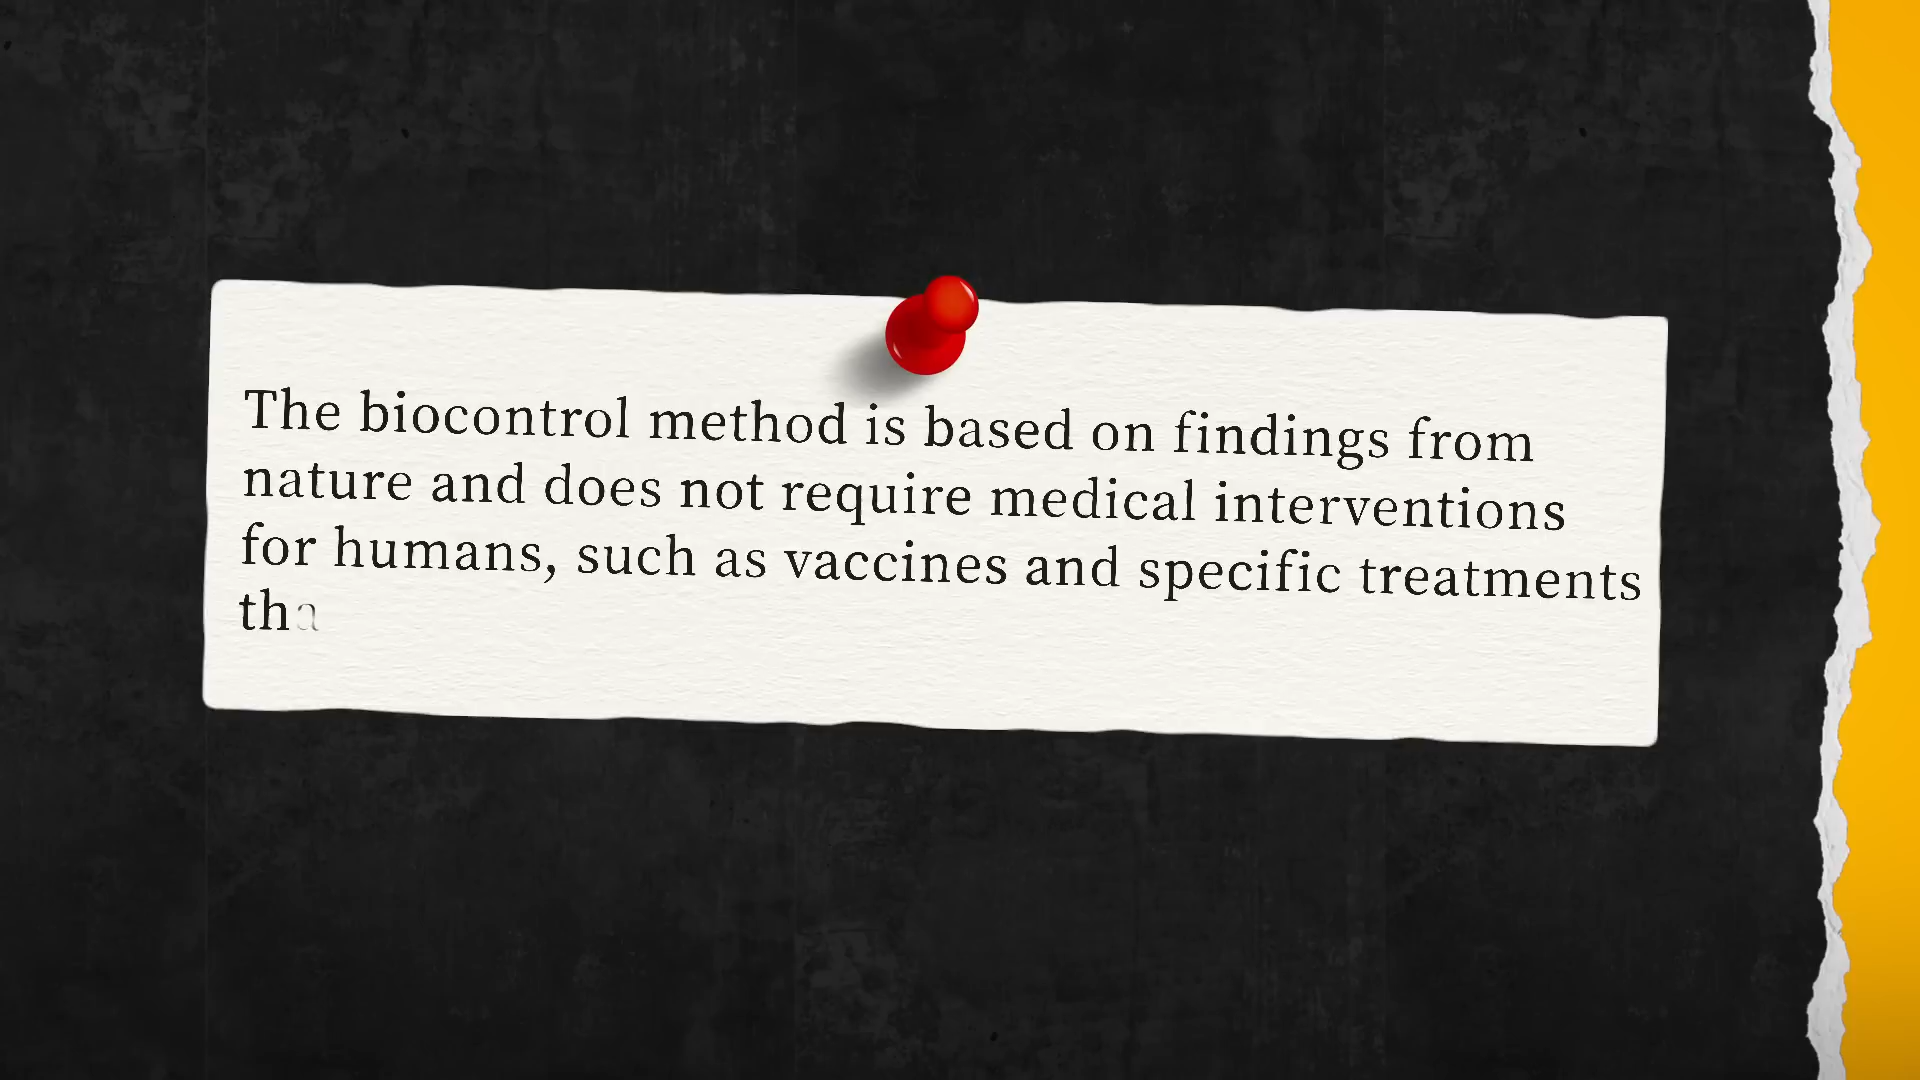 The biocontrol method is based on findings from
nature and does not require medical interventions
for humans, such as vaccines and specific treatments
tha